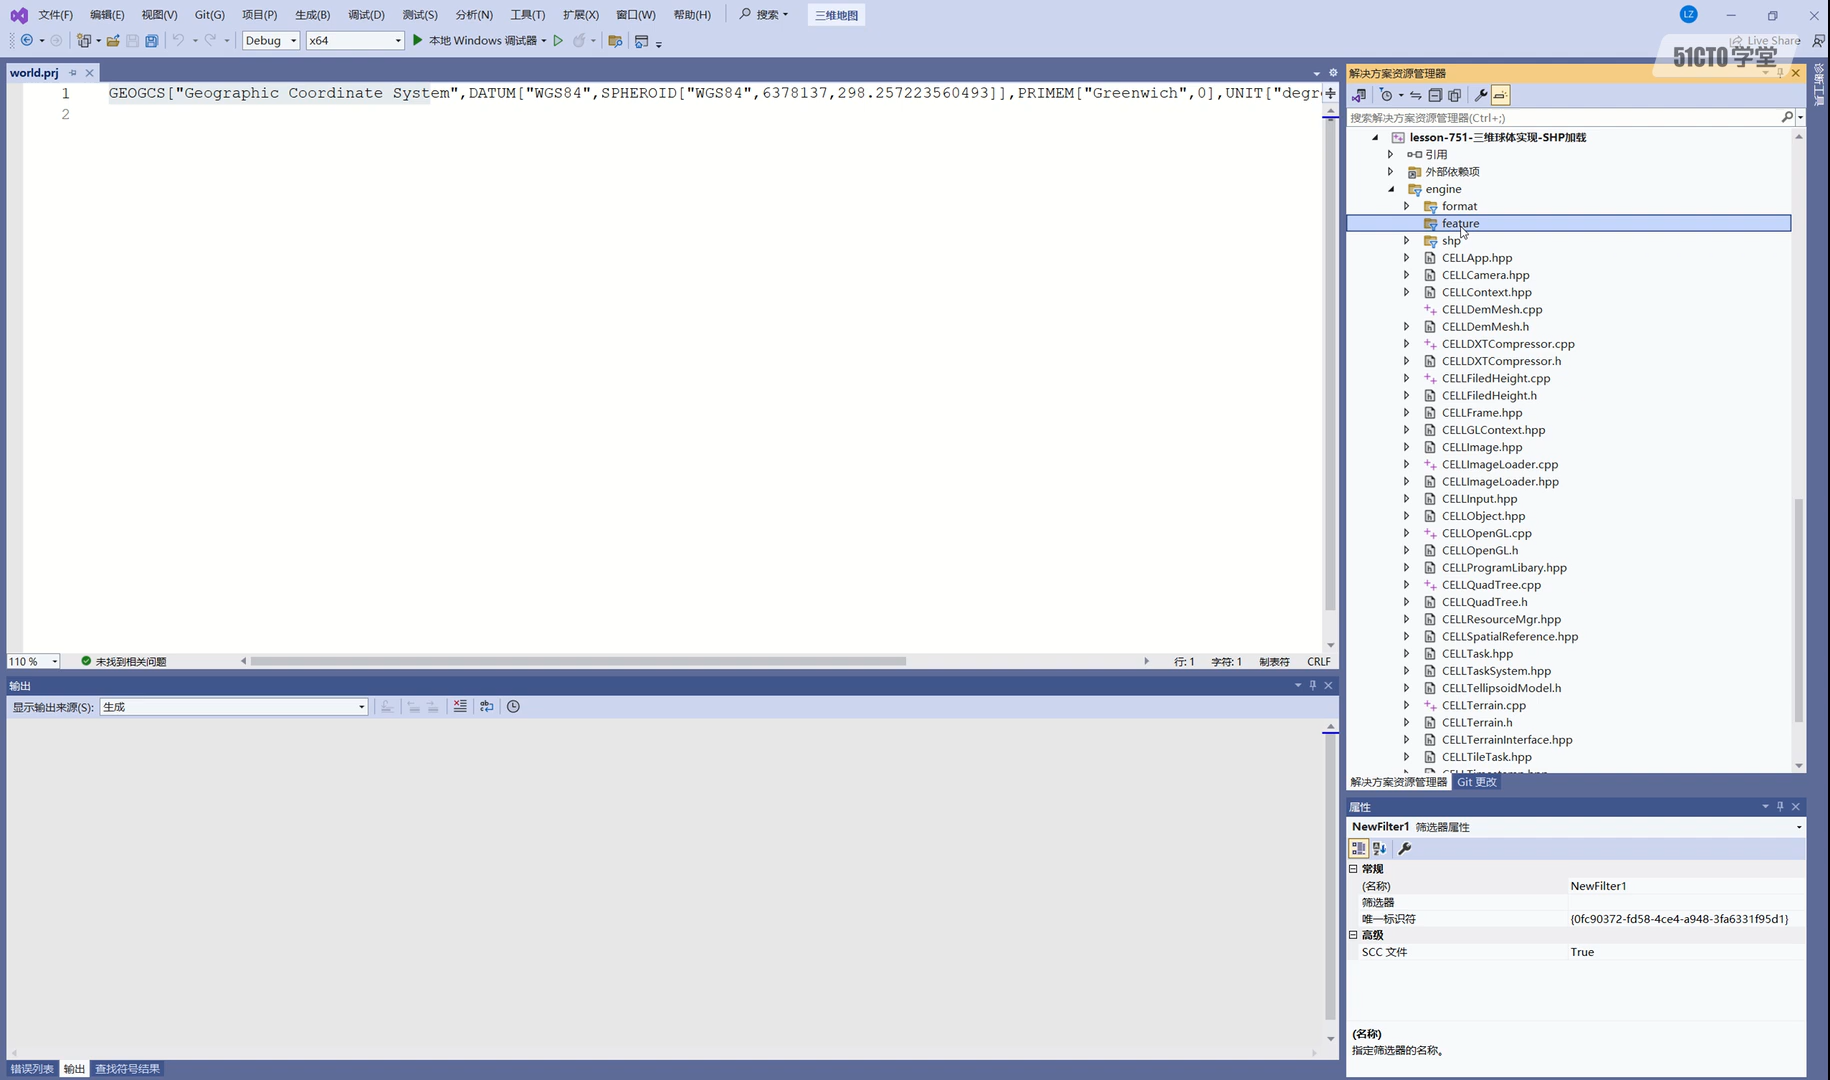 文件(F) 编辑(E) 视图(V) Git(G) 项目(P) 生成(B) 调试(D) 测试(S) 分析(N) 工具(T) 扩展(X) 窗口(W) 帮助(H) 搜索 三维地图 LZ
Debug x64 本地 Windows 调试器 Live Share
51CTO学堂
world.prj
1 GEOGCS["Geographic Coordinate System",DATUM["WGS84",SPHEROID["WGS84",6378137,298.257223560493]],PRIMEM["Greenwich",0],UNIT["degr
2
110 % 未找到相关问题 行: 1 字符: 1 制表符 CRLF
输出
显示输出来源(S): 生成
错误列表 输出 查找符号结果
解决方案资源管理器
搜索解决方案资源管理器(Ctrl+;)
lesson-751-三维球体实现-SHP加载
引用
外部依赖项
engine
format
feature
shp
CELLApp.hpp
CELLCamera.hpp
CELLContext.hpp
CELLDemMesh.cpp
CELLDemMesh.h
CELLDXTCompressor.cpp
CELLDXTCompressor.h
CELLFiledHeight.cpp
CELLFiledHeight.h
CELLFrame.hpp
CELLGLContext.hpp
CELLImage.hpp
CELLImageLoader.cpp
CELLImageLoader.hpp
CELLInput.hpp
CELLObject.hpp
CELLOpenGL.cpp
CELLOpenGL.h
CELLProgramLibary.hpp
CELLQuadTree.cpp
CELLQuadTree.h
CELLResourceMgr.hpp
CELLSpatialReference.hpp
CELLTask.hpp
CELLTaskSystem.hpp
CELLTellipsoidModel.h
CELLTerrain.cpp
CELLTerrain.h
CELLTerrainInterface.hpp
CELLTileTask.hpp
解决方案资源管理器 Git 更改
属性
NewFilter1 筛选器属性
常规
(名称) NewFilter1
筛选器
唯一标识符 {0fc90372-fd58-4ce4-a948-3fa6331f95d1}
高级
SCC 文件 True
(名称)
指定筛选器的名称。
诊断工具